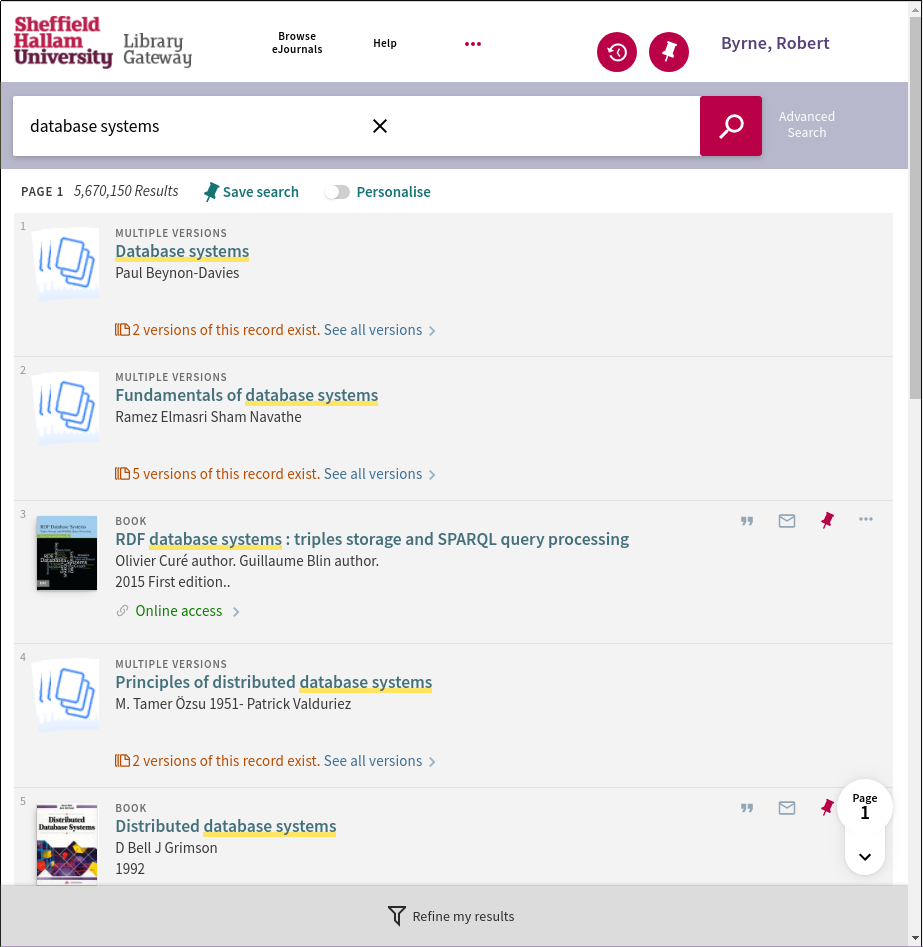 Sheffield
Hallam
University
Library
Gateway
Browse
eJournals
Help
Byrne, Robert
database systems
Advanced
Search
PAGE 1 5,670,150 Results Save search Personalise
1
MULTIPLE VERSIONS
Database systems
Paul Beynon-Davies
2 versions of this record exist. See all versions
2
MULTIPLE VERSIONS
Fundamentals of database systems
Ramez Elmasri Sham Navathe
5 versions of this record exist. See all versions
3
BOOK
RDF database systems : triples storage and SPARQL query processing
Olivier Curé author. Guillaume Blin author.
2015 First edition..
Online access
4
MULTIPLE VERSIONS
Principles of distributed database systems
M. Tamer Özsu 1951- Patrick Valduriez
2 versions of this record exist. See all versions
5
Distributed
Database Systems
BOOK
Distributed database systems
D Bell J Grimson
1992
Page
1
Refine my results